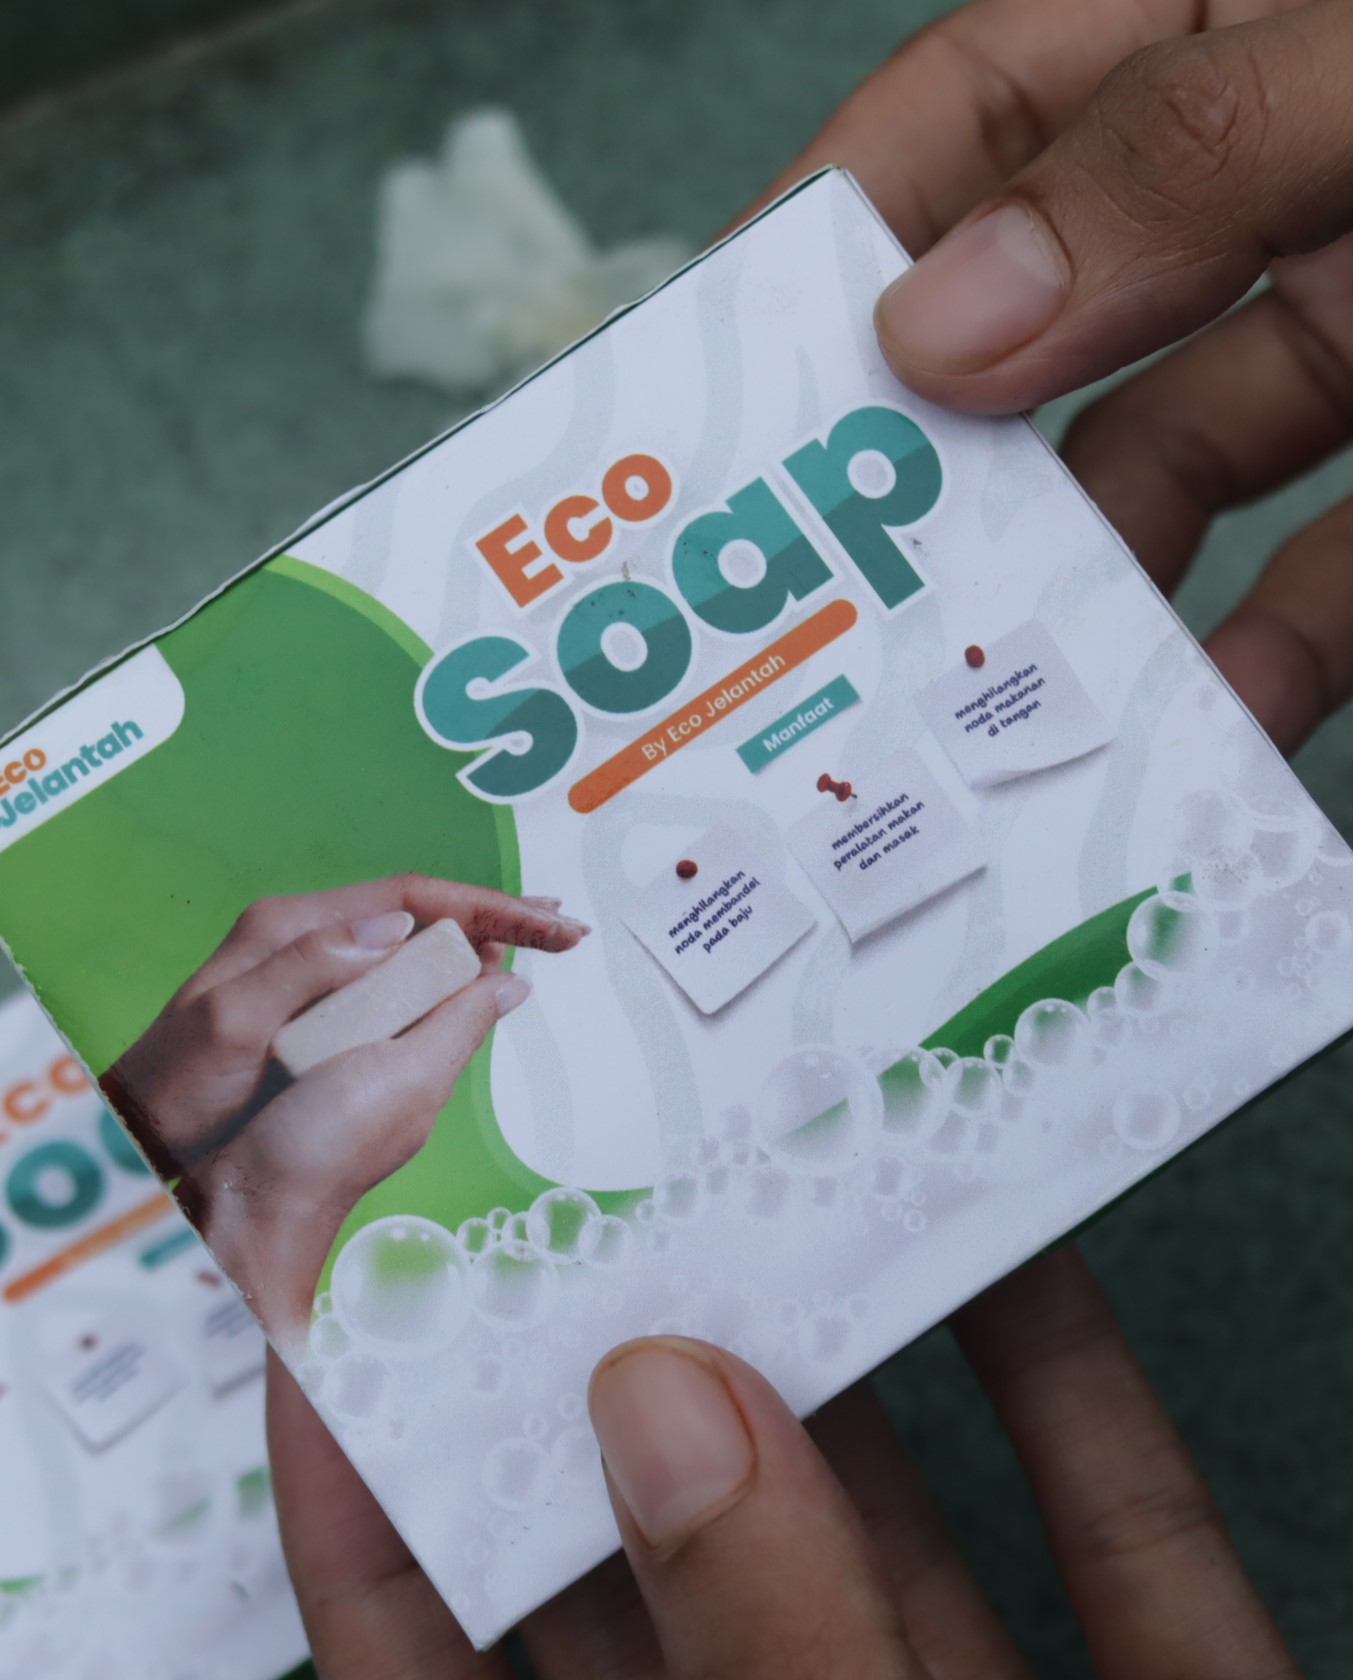 Eco
Jelantah
Eco
soap
By Eco Jelantah
Manfaat
menghilangkan
noda membandel
pada baju
membersihkan
peralatan makan
dan masak
menghilangkan
noda makanan
di tangan